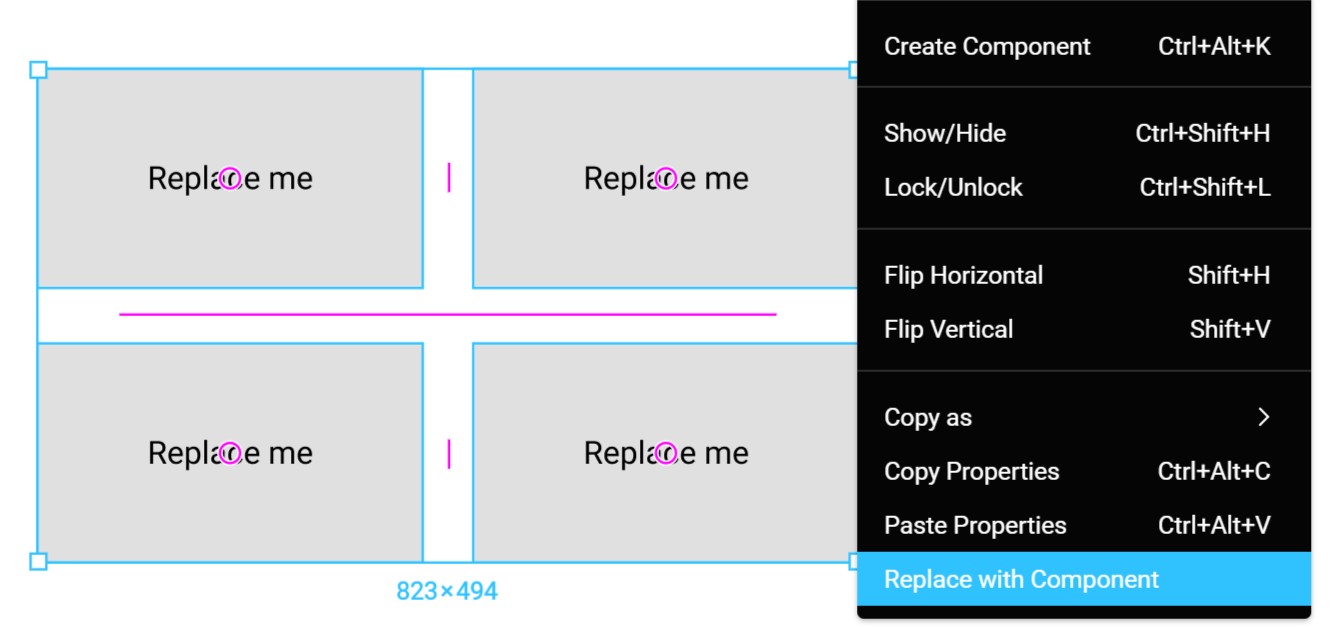 Replace me
Replace me
Replace me
Replace me
823×494
Create Component Ctrl+Alt+K
Show/Hide Ctrl+Shift+H
Lock/Unlock Ctrl+Shift+L
Flip Horizontal Shift+H
Flip Vertical Shift+V
Copy as
Copy Properties Ctrl+Alt+C
Paste Properties Ctrl+Alt+V
Replace with Component